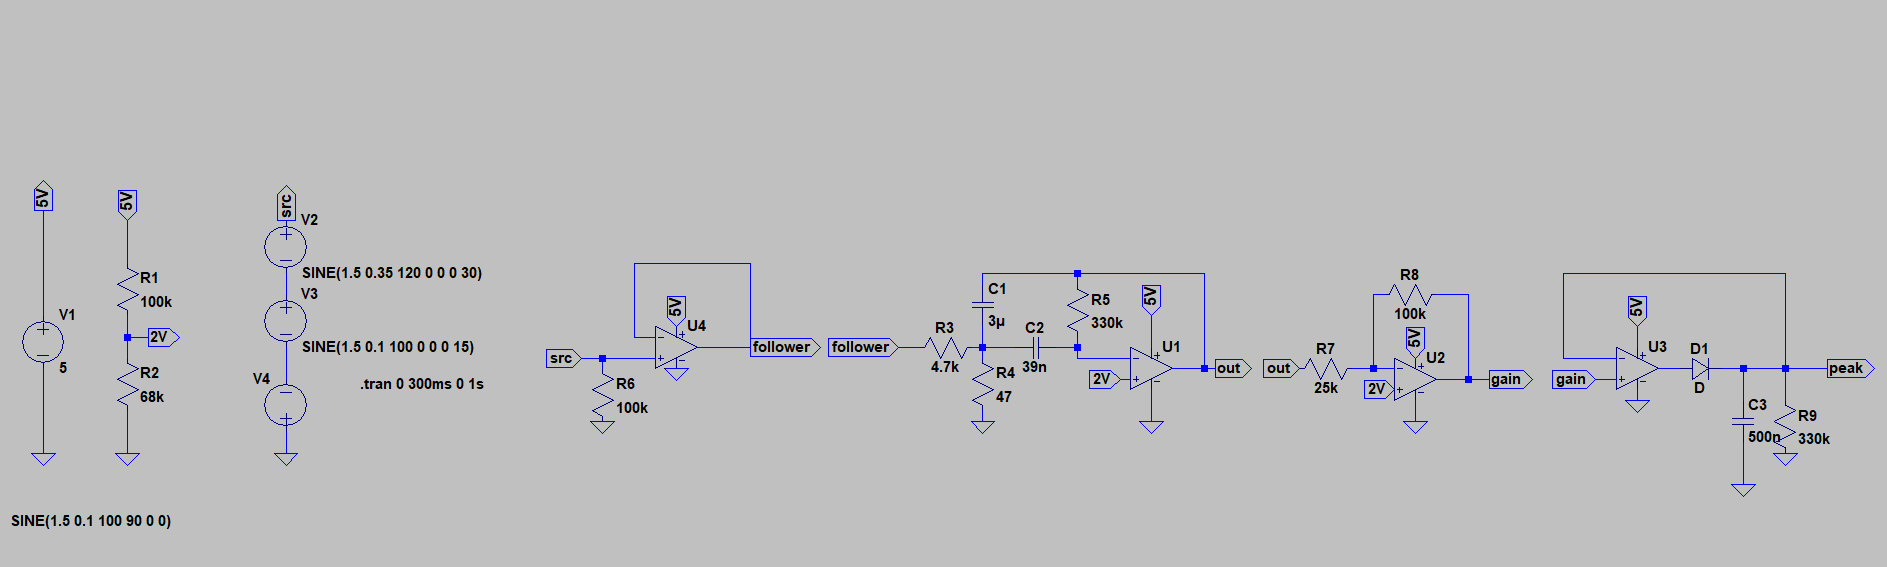 5V
V1
5
5V
R1
100k
2V
R2
68k
src
V2
SINE(1.5 0.35 120 0 0 0 30)
V3
SINE(1.5 0.1 100 0 0 0 15)
V4
.tran 0 300ms 0 1s
SINE(1.5 0.1 100 90 0 0)
src
R6
100k
5V
U4
follower
follower
R3
4.7k
C1
3µ
C2
39n
R4
47
R5
330k
2V
5V
U1
out
out
R7
25k
R8
100k
5V
U2
2V
gain
gain
5V
U3
D1
D
C3
500n
R9
330k
peak